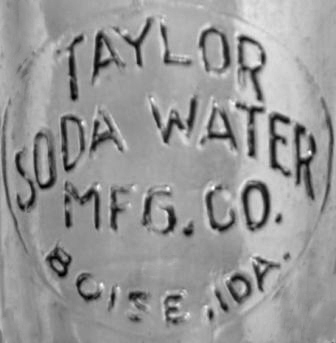 TAYLOR
SODA WATER
MFG. CO.
BOISE, IDA.